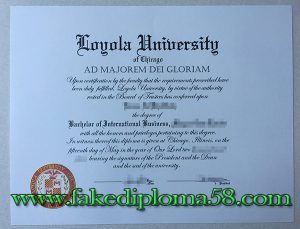 Loyola University
of Chicago
AD MAJOREM DEI GLORIAM
Upon certification by the faculty that the requirements prescribed have
been duly fulfilled, Loyola University, by virtue of the authority
vested in the Board of Trustees has conferred upon
the degree of
Bachelor of International Business,
with all the honors and privileges pertaining to this degree.
In witness thereof this diploma is given at Chicago, Illinois, on the
fifteenth day of May in the year of Our Lord two
bearing the signature of the President and the Dean
and the seal of the university.
www.fakediploma58.com